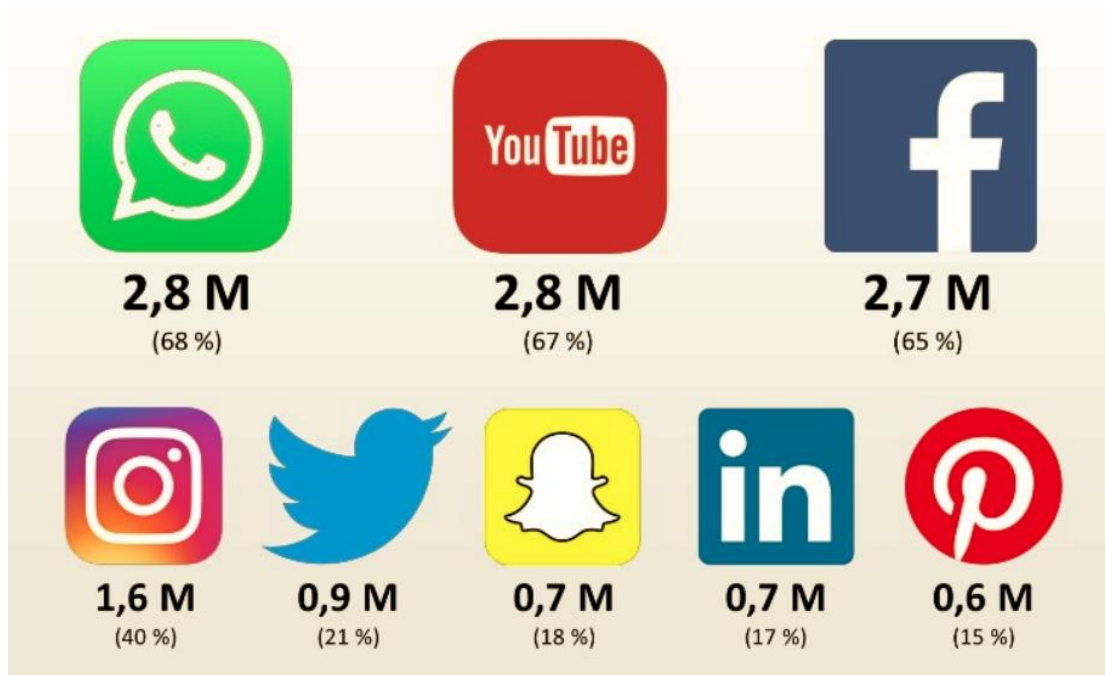 YouTube
f
2,8 M
2,8 M
2,7 M
(68 %)
(67 %)
(65 %)
in
1,6 M
0,9 M
0,7 M
0,7 M
0,6 M
(40 %)
(21 %)
(18 %)
(17 %)
(15 %)